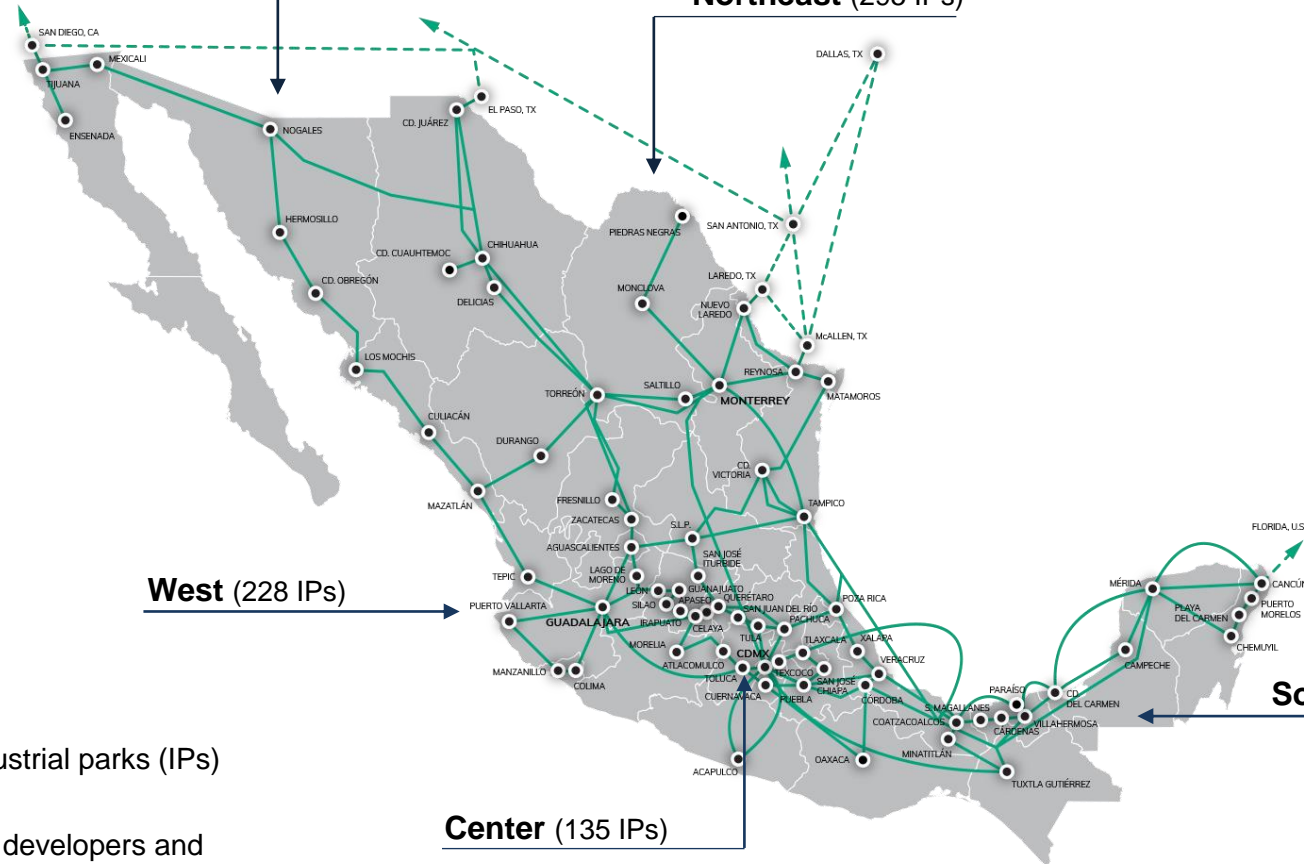 Northeast (293 IPs)
SAN DIEGO, CA
MEXICALI
TIJUANA
ENSENADA
NOGALES
CD. JUÁREZ
EL PASO, TX
DALLAS, TX
HERMOSILLO
CD. OBREGÓN
CD. CUAUHTEMOC
CHIHUAHUA
DELICIAS
PIEDRAS NEGRAS
SAN ANTONIO, TX
MONCLOVA
LAREDO, TX
NUEVO
LAREDO
McALLEN, TX
LOS MOCHIS
TORREÓN
SALTILLO
MONTERREY
REYNOSA
MATAMOROS
CULIACÁN
DURANGO
CD.
VICTORIA
MAZATLÁN
FRESNILLO
ZACATECAS
S.L.P.
TAMPICO
AGUASCALIENTES
SAN JOSÉ
ITURBIDE
FLORIDA, U.S
TEPIC
LAGO DE
MORENO
LEÓN
GUANAJUATO
SILAO
APASEO
QUERÉTARO
POZA RICA
MÉRIDA
CANCÚN
West (228 IPs)
PUERTO VALLARTA
GUADALAJARA
IRAPUATO
CELAYA
SAN JUAN DEL RÍO
TULA
PACHUCA
PLAYA
DEL CARMEN
PUERTO
MORELOS
CHEMUYIL
MORELIA
ATLACOMULCO
CDMX
TLAXCALA
XALAPA
VERACRUZ
CAMPECHE
MANZANILLO
COLIMA
TOLUCA
TEXCOCO
CUERNAVACA
PUEBLA
SAN JOSÉ
CHIAPA
CÓRDOBA
PARAÍSO
CD.
DEL CARMEN
S. MAGALLANES
COATZACOALCOS
CÁRDENAS
VILLAHERMOSA
MINATITLÁN
ACAPULCO
OAXACA
TUXTLA GUTIÉRREZ
ustrial parks (IPs)
Center (135 IPs)
developers and